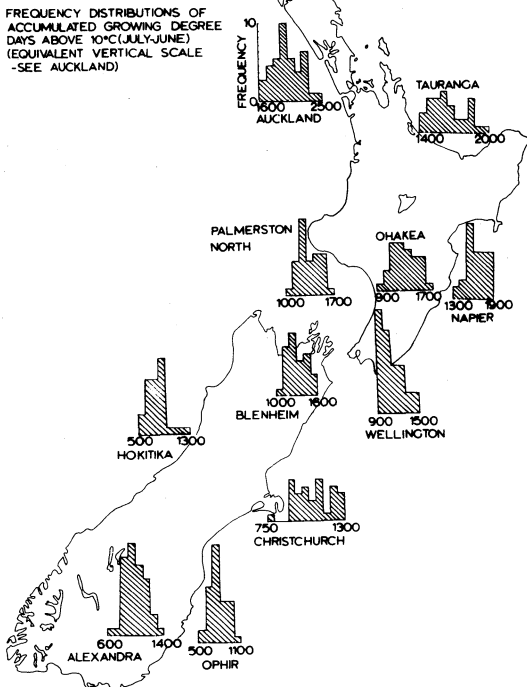 FREQUENCY DISTRIBUTIONS OF
ACCUMULATED GROWING DEGREE
DAYS ABOVE 10°C(JULY-JUNE)
(EQUIVALENT VERTICAL SCALE
-SEE AUCKLAND)
10
FREQUENCY
0
1600 2500
AUCKLAND
TAURANGA
1400 2000
PALMERSTON
NORTH
1000 1700
OHAKEA
900 1700
1300 1900
NAPIER
1000 1600
BLENHEIM
900 1500
WELLINGTON
500 1300
HOKITIKA
750 1300
CHRISTCHURCH
600 1400
ALEXANDRA
500 1100
OPHIR